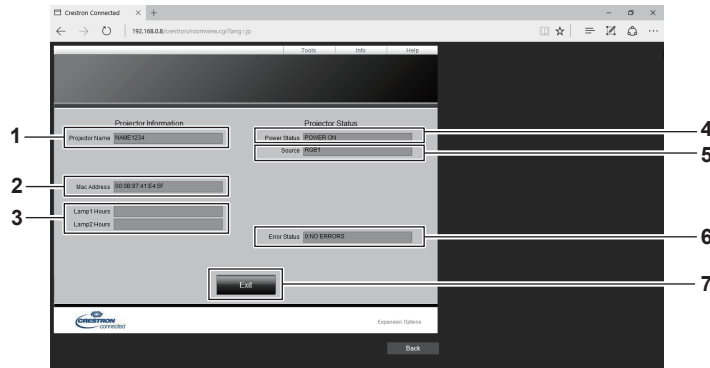 Crestron Connected
192.168.0.8/crestron/roomview.cgi?lang=jp
Tools Info Help
Projector Information
Projector Status
1
Projector Name NAME1234
Power Status POWER ON
4
Source RGB1
5
2
Mac Address 00:0B:97:41:E4:5F
3
Lamp1 Hours
Lamp2 Hours
Error Status 0:NO ERRORS
6
Exit
7
CRESTRON
connected
Expansion Options
Back